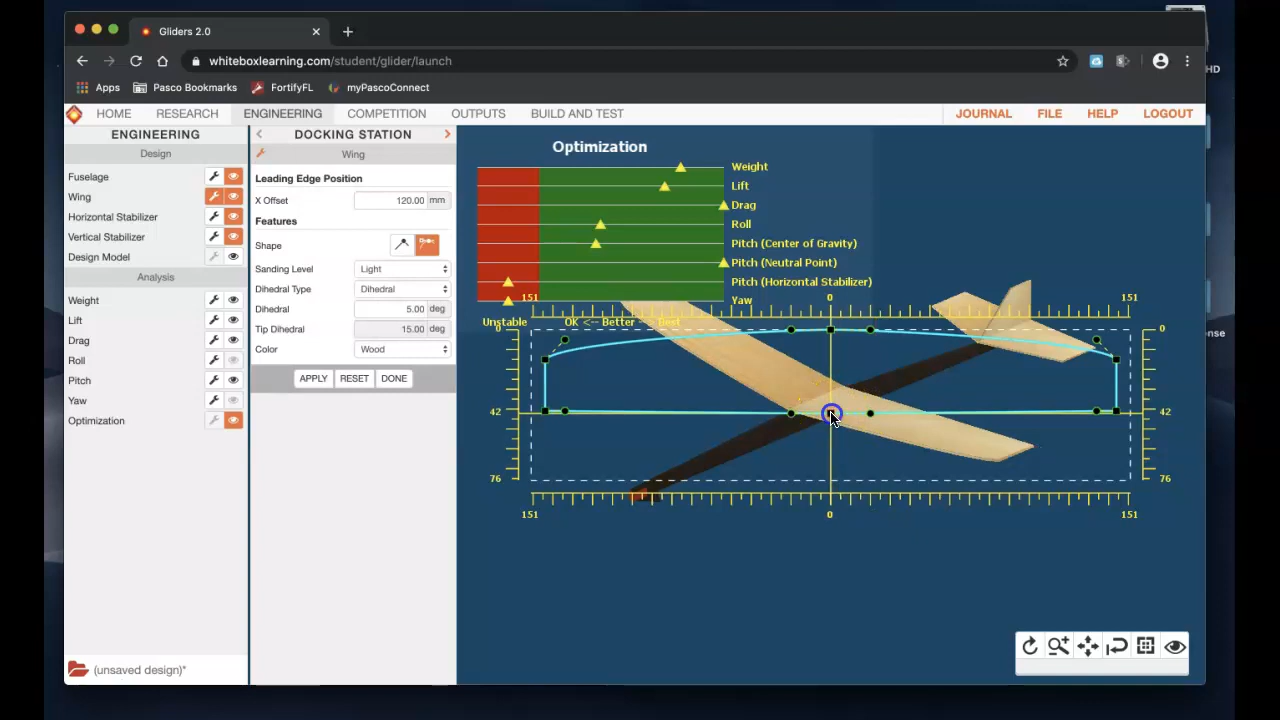 HD
Gliders 2.0
whiteboxlearning.com/student/glider/launch
Apps Pasco Bookmarks FortifyFL myPascoConnect
HOME RESEARCH ENGINEERING COMPETITION OUTPUTS BUILD AND TEST JOURNAL FILE HELP LOGOUT
ENGINEERING
Design
Fuselage
Wing
Horizontal Stabilizer
Vertical Stabilizer
Design Model
Analysis
Weight
Lift
Drag
Roll
Pitch
Yaw
Optimization
(unsaved design)*
DOCKING STATION
Wing
Leading Edge Position
X Offset 120.00 mm
Features
Shape
Sanding Level Light
Dihedral Type Dihedral
Dihedral 5.00 deg
Tip Dihedral 15.00 deg
Color Wood
APPLY RESET DONE
Optimization
Weight
Lift
Drag
Roll
Pitch (Center of Gravity)
Pitch (Neutral Point)
Pitch (Horizontal Stabilizer)
Yaw
Unstable OK <-- Better --> Best
151 0 151
0 0
42 42
76 76
151 0 151
onse